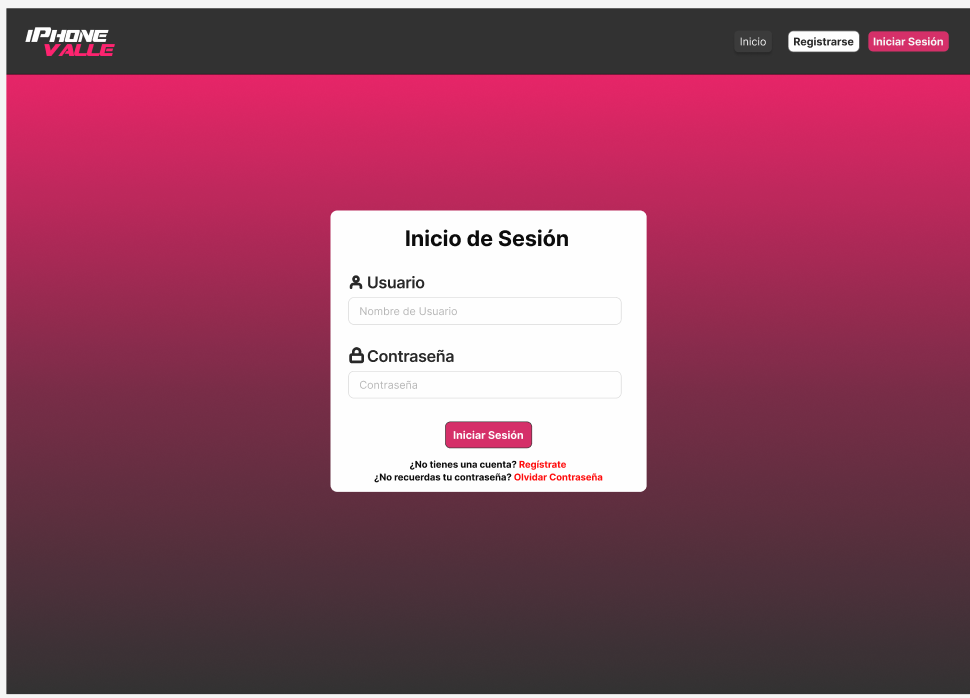 iPHONE
VALLE
Inicio
Registrarse
Iniciar Sesión
Inicio de Sesión
Usuario
Nombre de Usuario
Contraseña
Contraseña
Iniciar Sesión
¿No tienes una cuenta? Regístrate
¿No recuerdas tu contraseña? Olvidar Contraseña